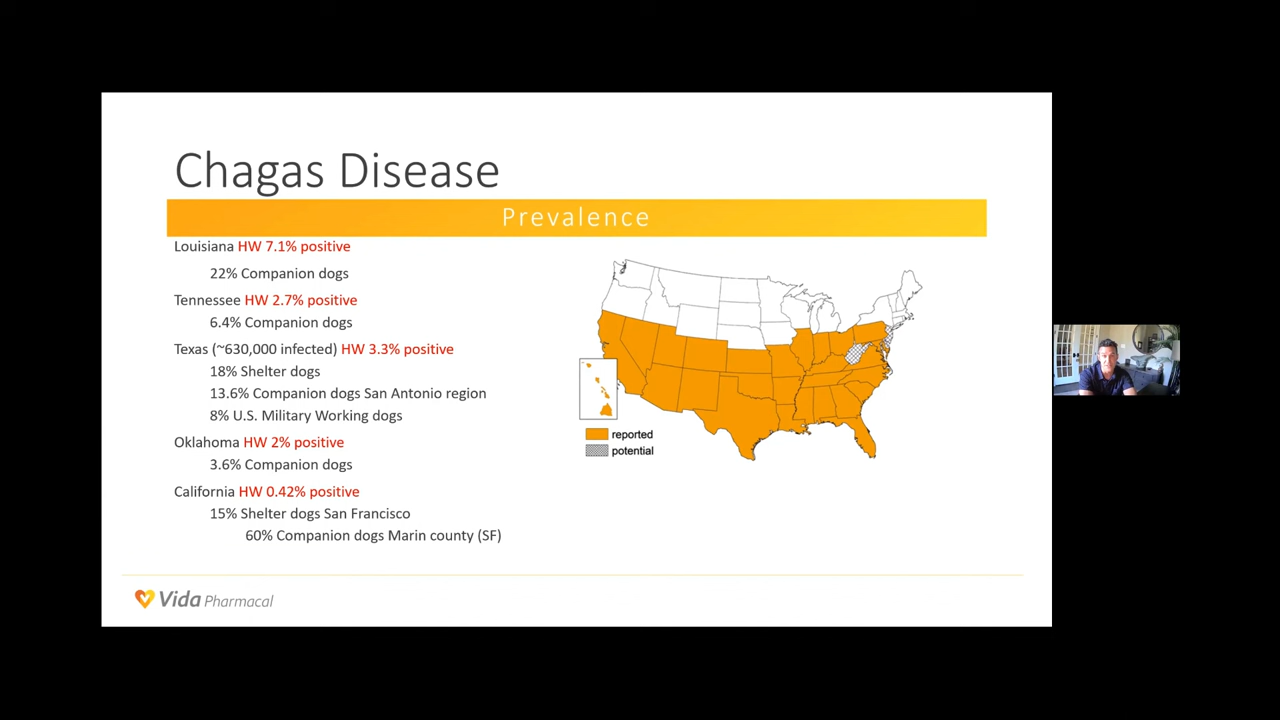 Chagas Disease
Prevalence
Louisiana HW 7.1% positive
22% Companion dogs
Tennessee HW 2.7% positive
6.4% Companion dogs
Texas (~630,000 infected) HW 3.3% positive
18% Shelter dogs
13.6% Companion dogs San Antonio region
8% U.S. Military Working dogs
Oklahoma HW 2% positive
3.6% Companion dogs
California HW 0.42% positive
15% Shelter dogs San Francisco
60% Companion dogs Marin county (SF)
reported
potential
Vida Pharmacal